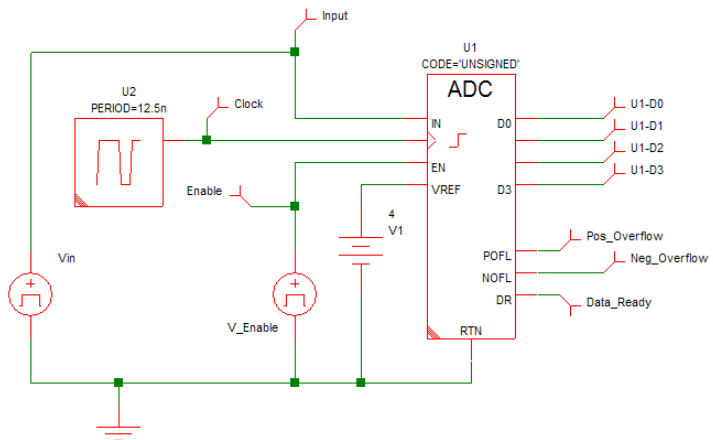 Input
U1
CODE='UNSIGNED'
ADC
U2
PERIOD=12.5n
Clock
IN
EN
VREF
D0
D3
U1-D0
U1-D1
U1-D2
U1-D3
Enable
4
V1
POFL
NOFL
DR
Pos_Overflow
Neg_Overflow
Data_Ready
Vin
V_Enable
RTN